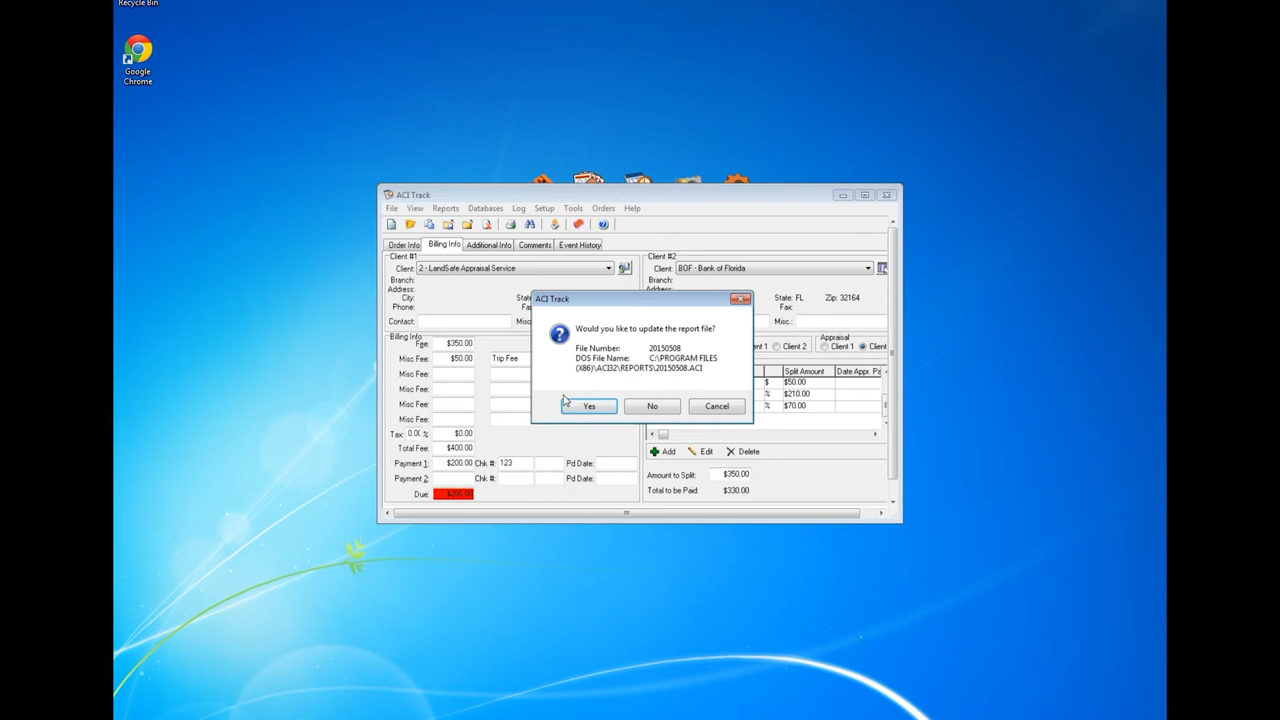 Recycle Bin
Google
Chrome
ACI Track
File View Reports Databases Log Setup Tools Orders Help
Order Info Billing Info Additional Info Comments Event History
Client #1
Client: 2 - LandSafe Appraisal Service
Branch:
Address:
City: State
Phone: Fa
Contact: Misc
Client #2
Client: BOF - Bank of Florida
Branch:
Address:
State: FL Zip: 32164
Fax:
Misc.:
Billing Info
Fee: $350.00
Misc Fee: $50.00 Trip Fee
Misc Fee:
Misc Fee:
Misc Fee:
Misc Fee:
Tax: 0.00 % $0.00
Total Fee: $400.00
Payment 1: $200.00 Chk #: 123 Pd Date:
Payment 2: Chk #: Pd Date:
Due: $200.00
1 Client 2
Appraisal
Client 1 Client
Split Amount Date Appr. Pa
$ $50.00
% $210.00
% $70.00
Add Edit Delete
Amount to Split: $350.00
Total to be Paid: $330.00
ACI Track
Would you like to update the report file?
File Number: 20150508
DOS File Name: C:\PROGRAM FILES
(X86)\ACI32\REPORTS\20150508.ACI
Yes No Cancel